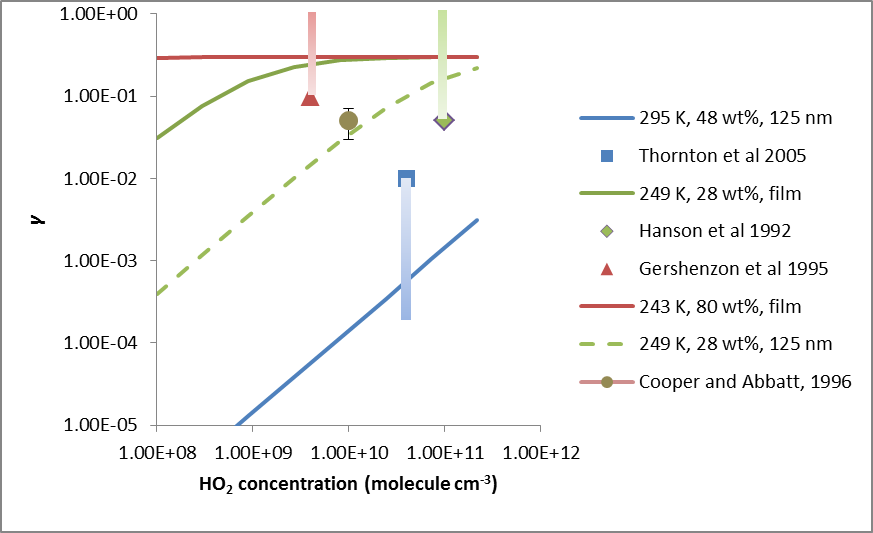 1.00E+00
1.00E-01
1.00E-02
1.00E-03
1.00E-04
1.00E-05
γ
1.00E+08 1.00E+09 1.00E+10 1.00E+11 1.00E+12
HO₂ concentration (molecule cm⁻³)
295 K, 48 wt%, 125 nm
Thornton et al 2005
249 K, 28 wt%, film
Hanson et al 1992
Gershenzon et al 1995
243 K, 80 wt%, film
249 K, 28 wt%, 125 nm
Cooper and Abbatt, 1996